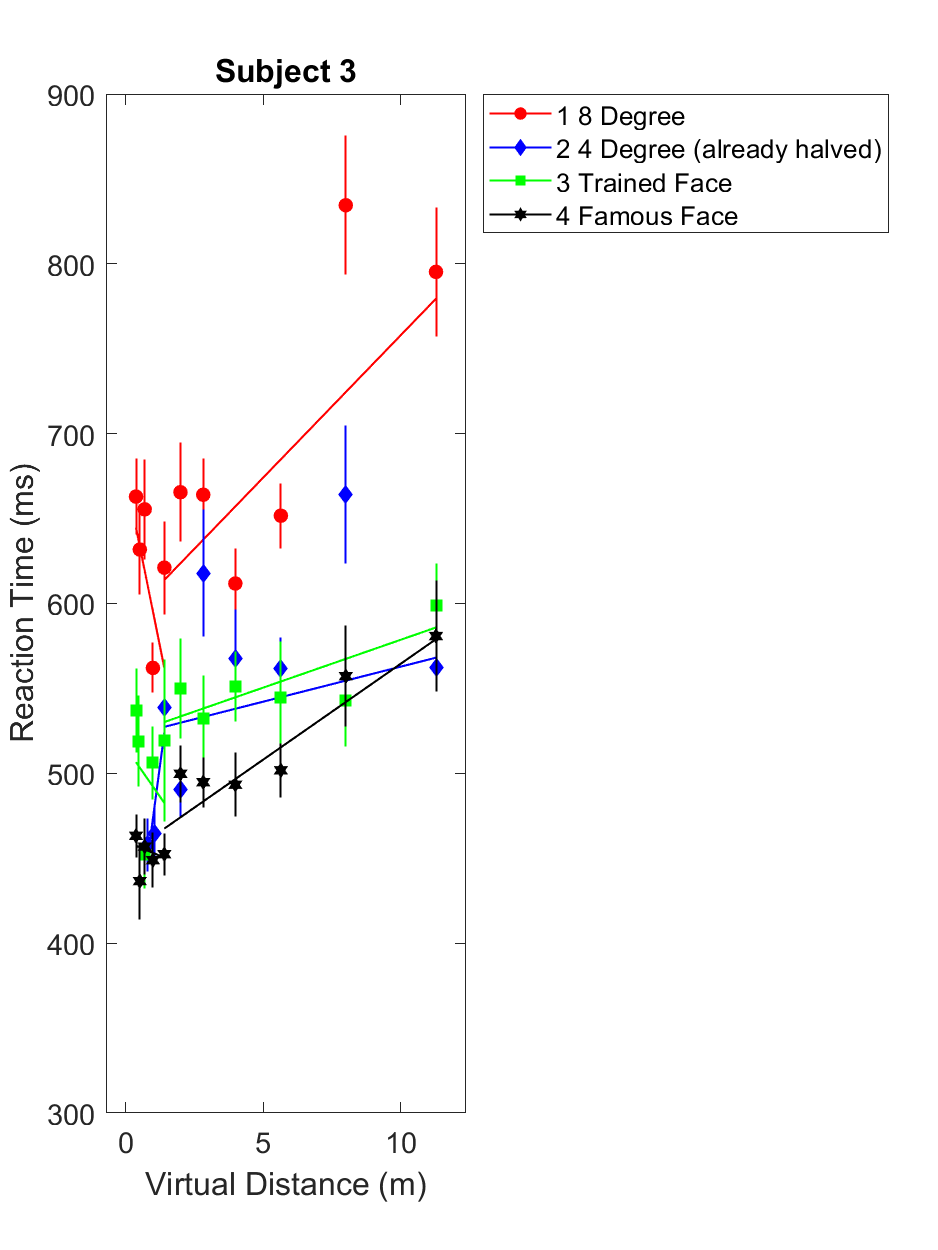 Subject 3
900
800
700
600
500
400
300
Reaction Time (ms)
0 5 10
Virtual Distance (m)
1 8 Degree
2 4 Degree (already halved)
3 Trained Face
4 Famous Face